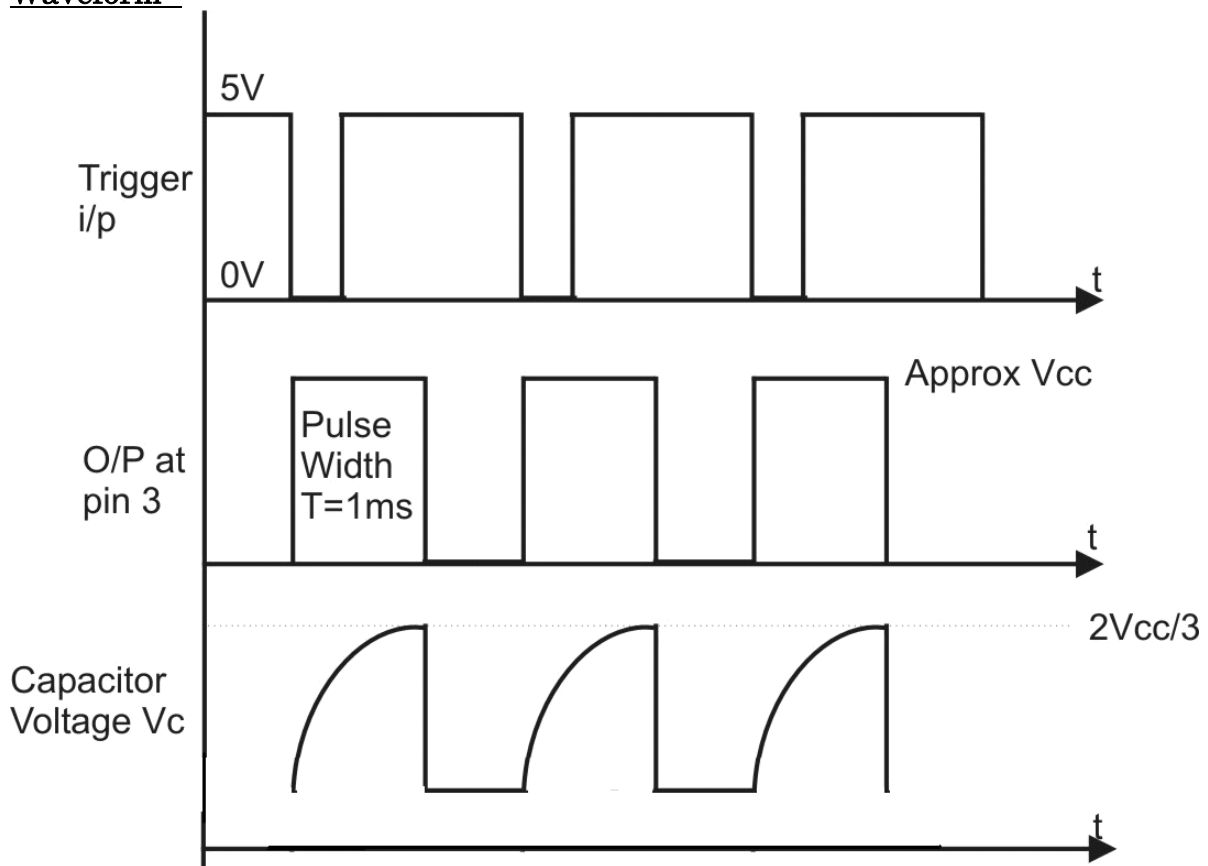 Waveform
5V
Trigger
i/p
0V
t
Approx Vcc
Pulse
Width
T=1ms
O/P at
pin 3
t
2Vcc/3
Capacitor
Voltage Vc
t